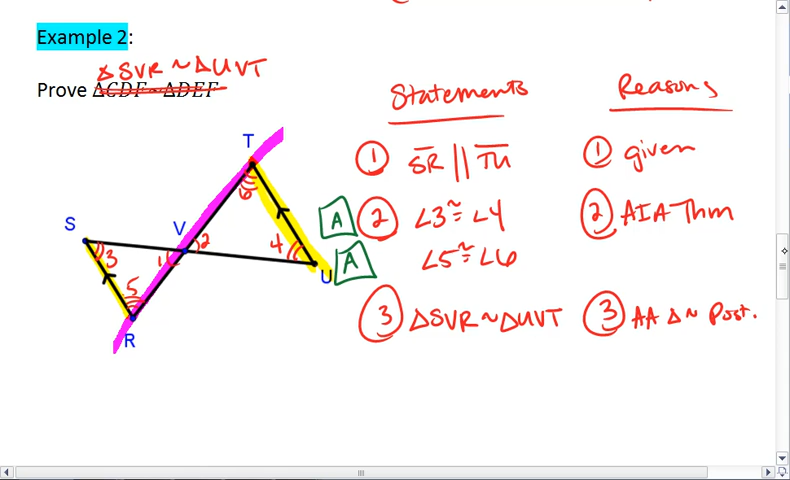 Example 2:
ΔSVR ~ ΔUVT
Prove ΔCDF ~ ΔDEF
Statements Reasons
① SR || TU ① given
A ② ∠3 ≅ ∠4 ② AIA Thm
A ∠5 ≅ ∠6
③ ΔSVR ~ ΔUVT ③ AA Δ ~ Post.
T
6
S
V
2
4
3
1
5
U
R